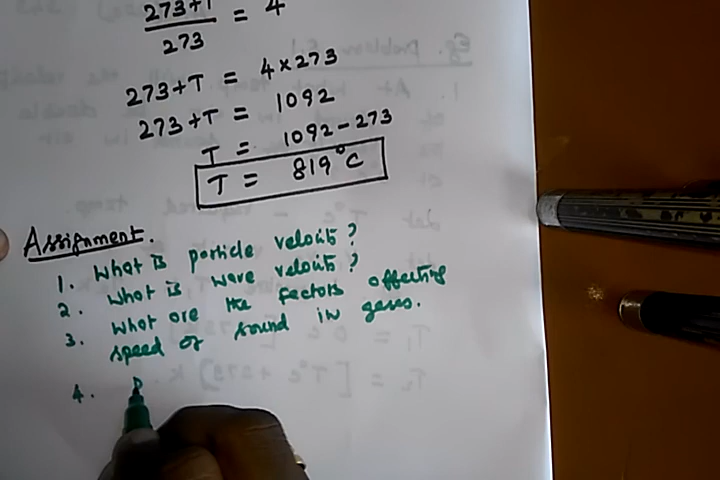 273+T
273
= 4
273+T = 4×273
273+T = 1092
T = 1092-273
T = 819°C
Assignment.
1. What is particle velocity?
2. What is wave velocity?
3. What are the factors affecting
speed of sound in gases.
4.